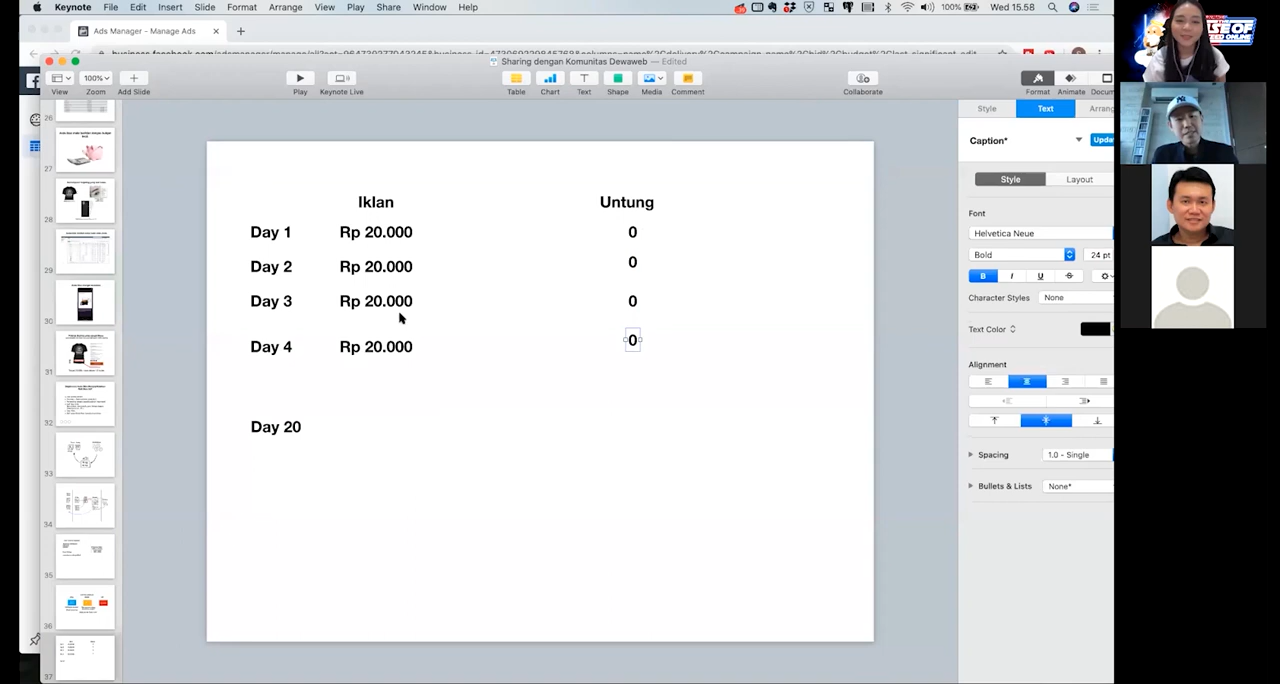 Keynote File Edit Insert Slide Format Arrange View Play Share Window Help 100% Wed 15.58
Ads Manager - Manage Ads
Sharing dengan Komunitas Dewaweb — Edited
100%
View Zoom Add Slide Play Keynote Live Table Chart Text Shape Media Comment Collaborate Format Animate Docum
Style Text Arrang
Caption* Upda
Style Layout
Font
Helvetica Neue
Bold 24 pt
B I U S
Character Styles None
Text Color
Alignment
Spacing 1.0 - Single
Bullets & Lists None*
26
27
28
29
30
31
32
33
34
35
36
37
Iklan Untung
Day 1 Rp 20.000 0
Day 2 Rp 20.000 0
Day 3 Rp 20.000 0
Day 4 Rp 20.000 0
Day 20